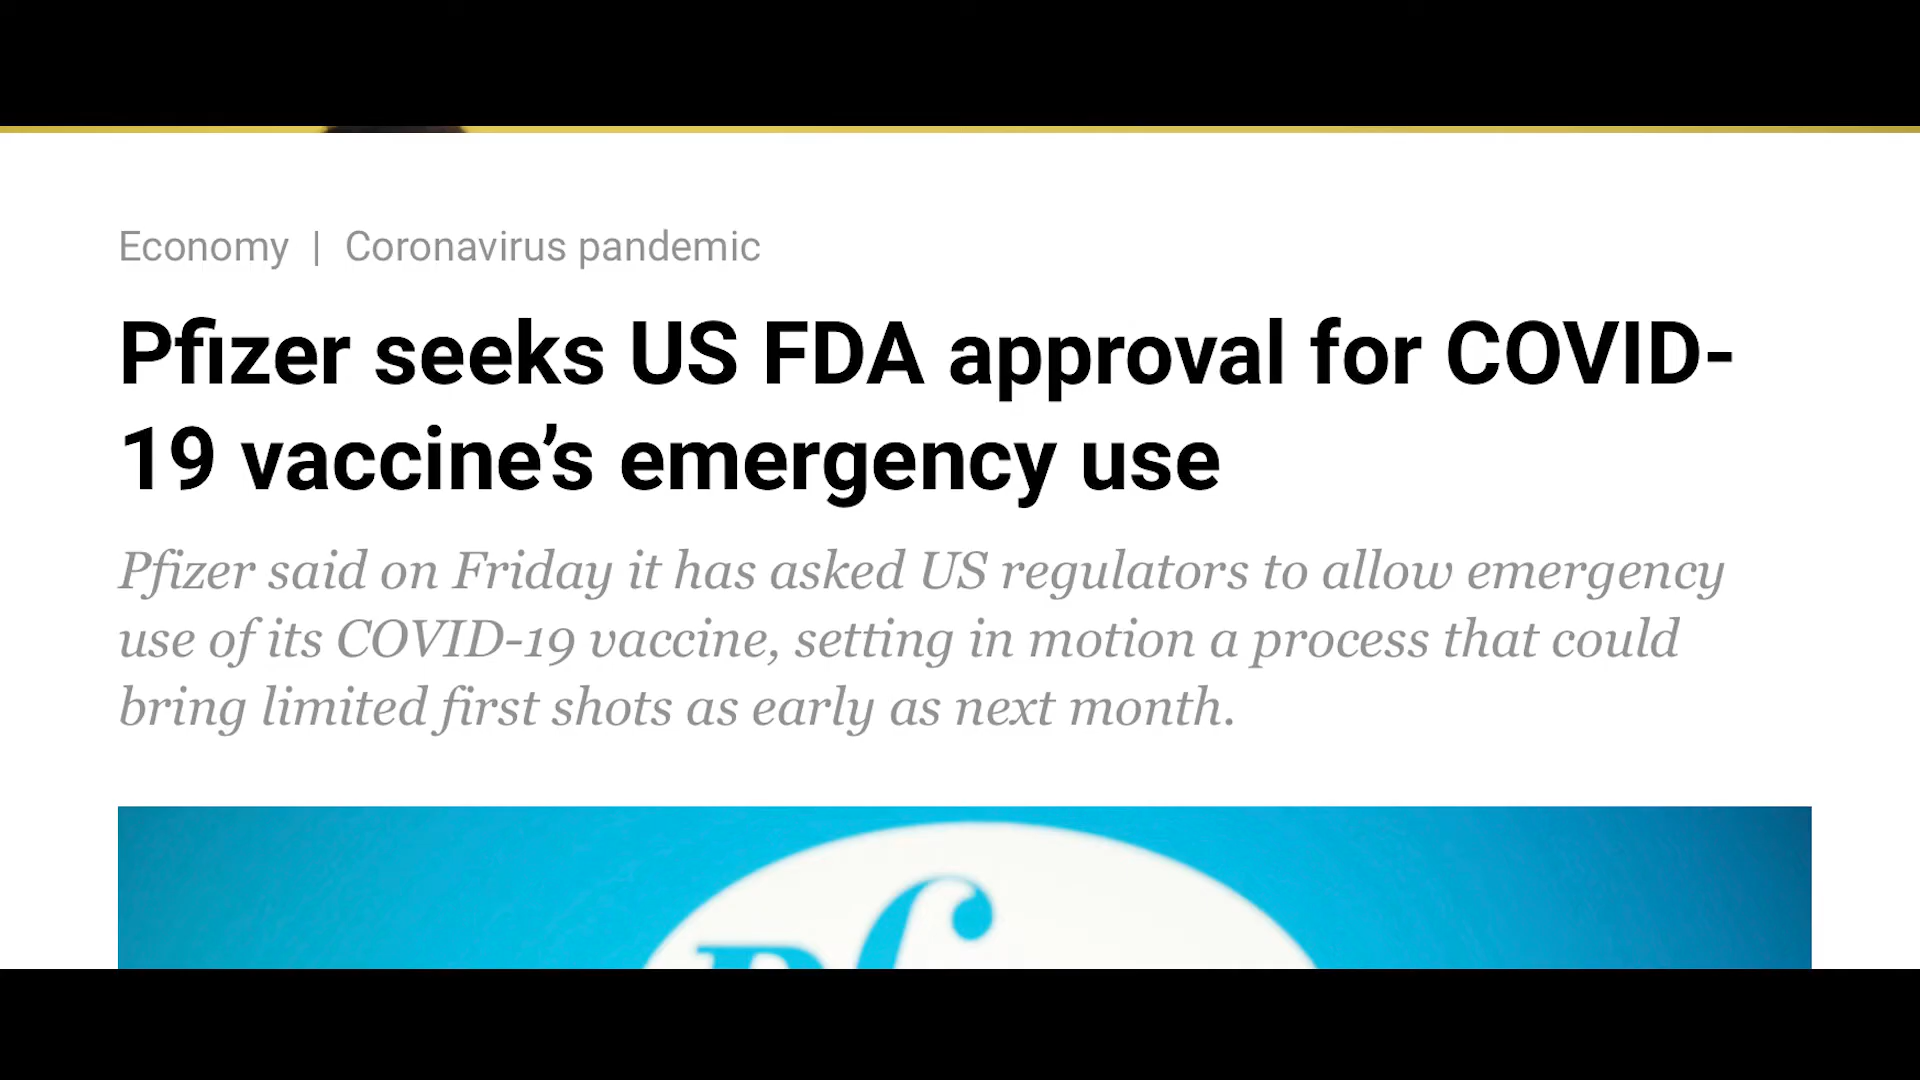 Economy | Coronavirus pandemic
Pfizer seeks US FDA approval for COVID-
19 vaccine’s emergency use
Pfizer said on Friday it has asked US regulators to allow emergency
use of its COVID-19 vaccine, setting in motion a process that could
bring limited first shots as early as next month.
Pf